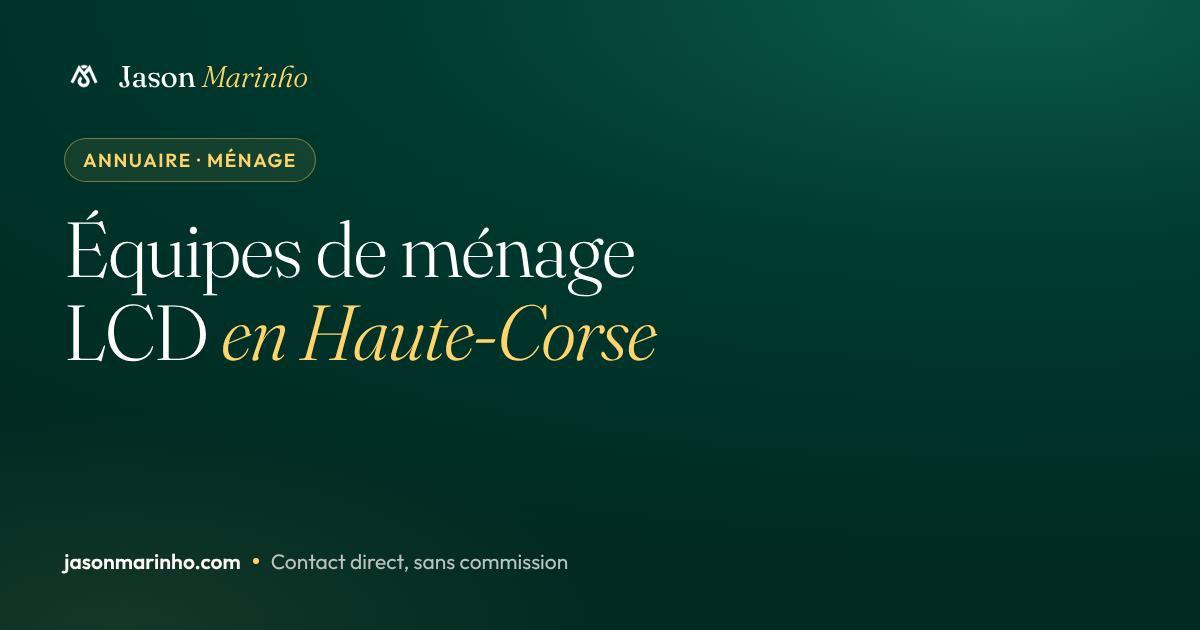 Jason Marinho
ANNUAIRE · MÉNAGE
Équipes de ménage
LCD en Haute-Corse
jasonmarinho.com • Contact direct, sans commission